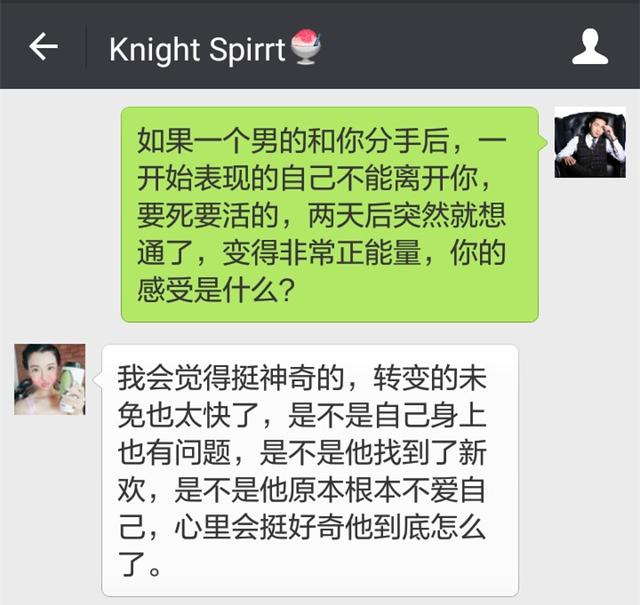 Knight Spirrt🍧
如果一个男的和你分手后，一
开始表现的自己不能离开你，
要死要活的，两天后突然就想
通了，变得非常正能量，你的
感受是什么？
我会觉得挺神奇的，转变的未
免也太快了，是不是自己身上
也有问题，是不是他找到了新
欢，是不是他原本根本不爱自
己，心里会挺好奇他到底怎么
了。